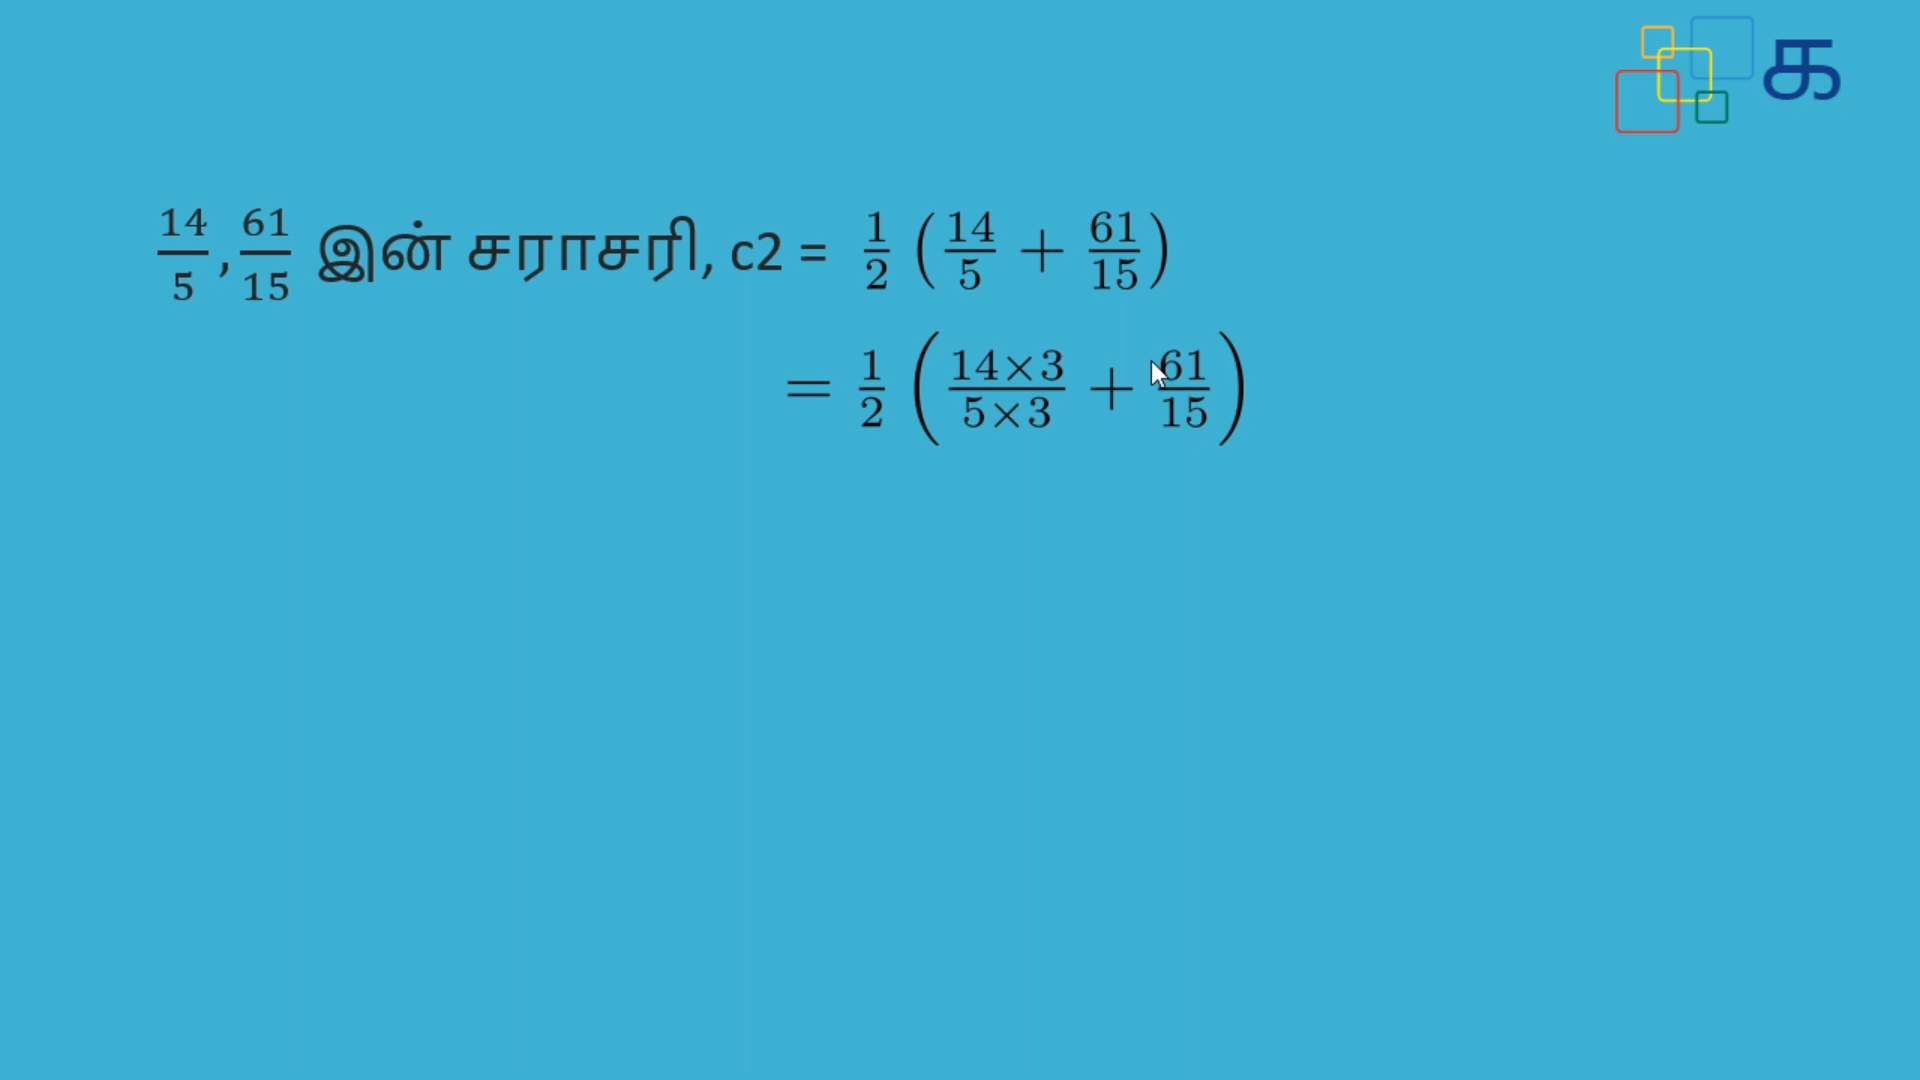 க
14/5 , 61/15 இன் சராசரி, c2 = 1/2 (14/5 + 61/15)
= 1/2 (14×3/5×3 + 61/15)